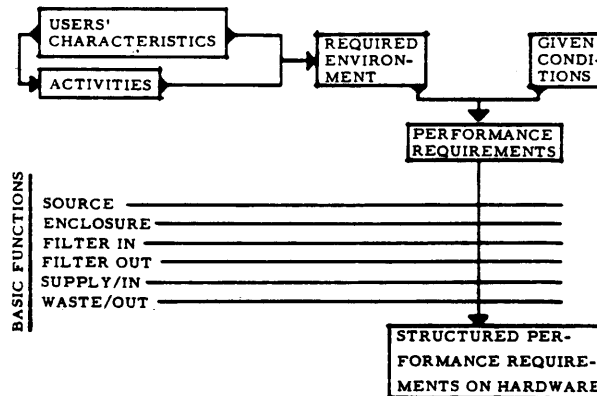 USERS'
CHARACTERISTICS
ACTIVITIES
REQUIRED
ENVIRON-
MENT
GIVEN
CONDI-
TIONS
PERFORMANCE
REQUIREMENTS
BASIC FUNCTIONS
SOURCE
ENCLOSURE
FILTER IN
FILTER OUT
SUPPLY/IN
WASTE/OUT
STRUCTURED PER-
FORMANCE REQUIRE-
MENTS ON HARDWARE